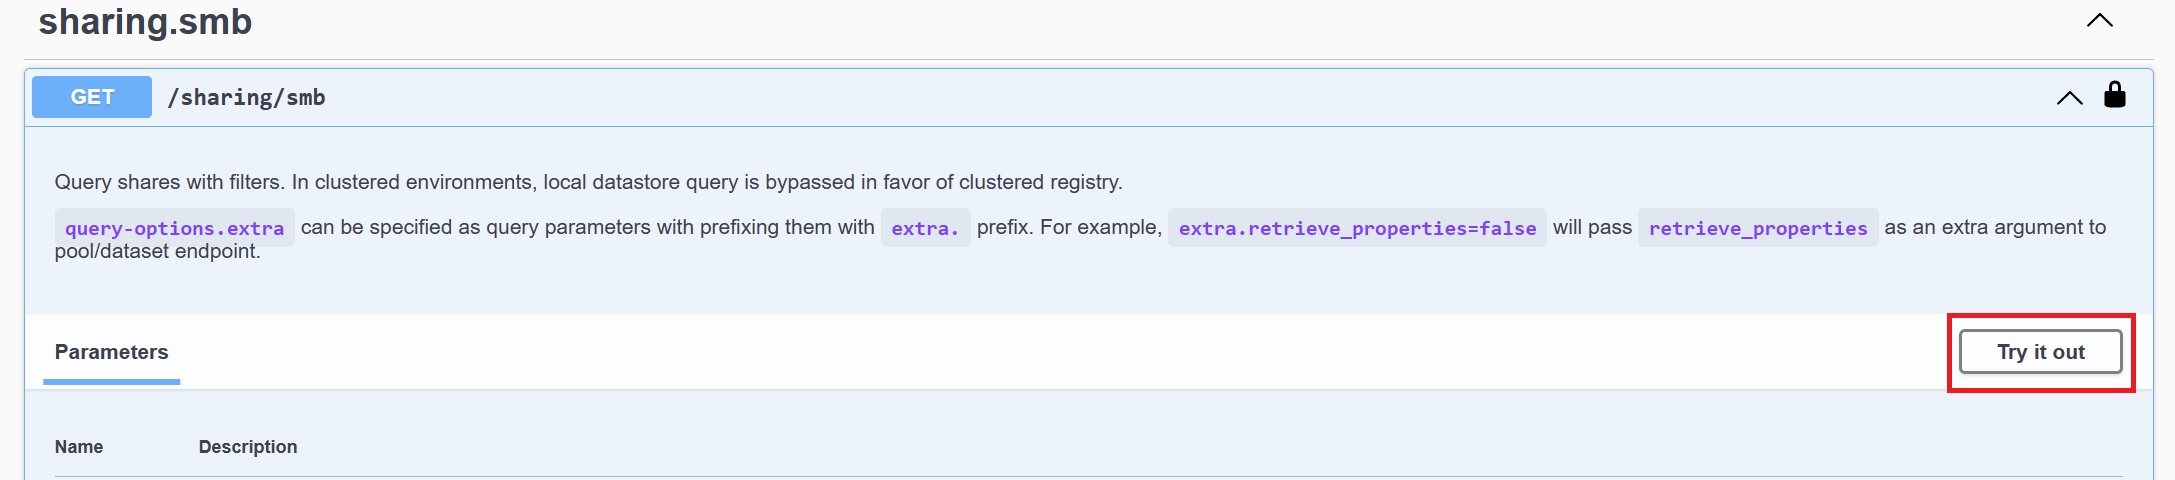 sharing.smb
GET /sharing/smb
Query shares with filters. In clustered environments, local datastore query is bypassed in favor of clustered registry.
query-options.extra can be specified as query parameters with prefixing them with extra. prefix. For example, extra.retrieve_properties=false will pass retrieve_properties as an extra argument to
pool/dataset endpoint.
Parameters Try it out
Name Description